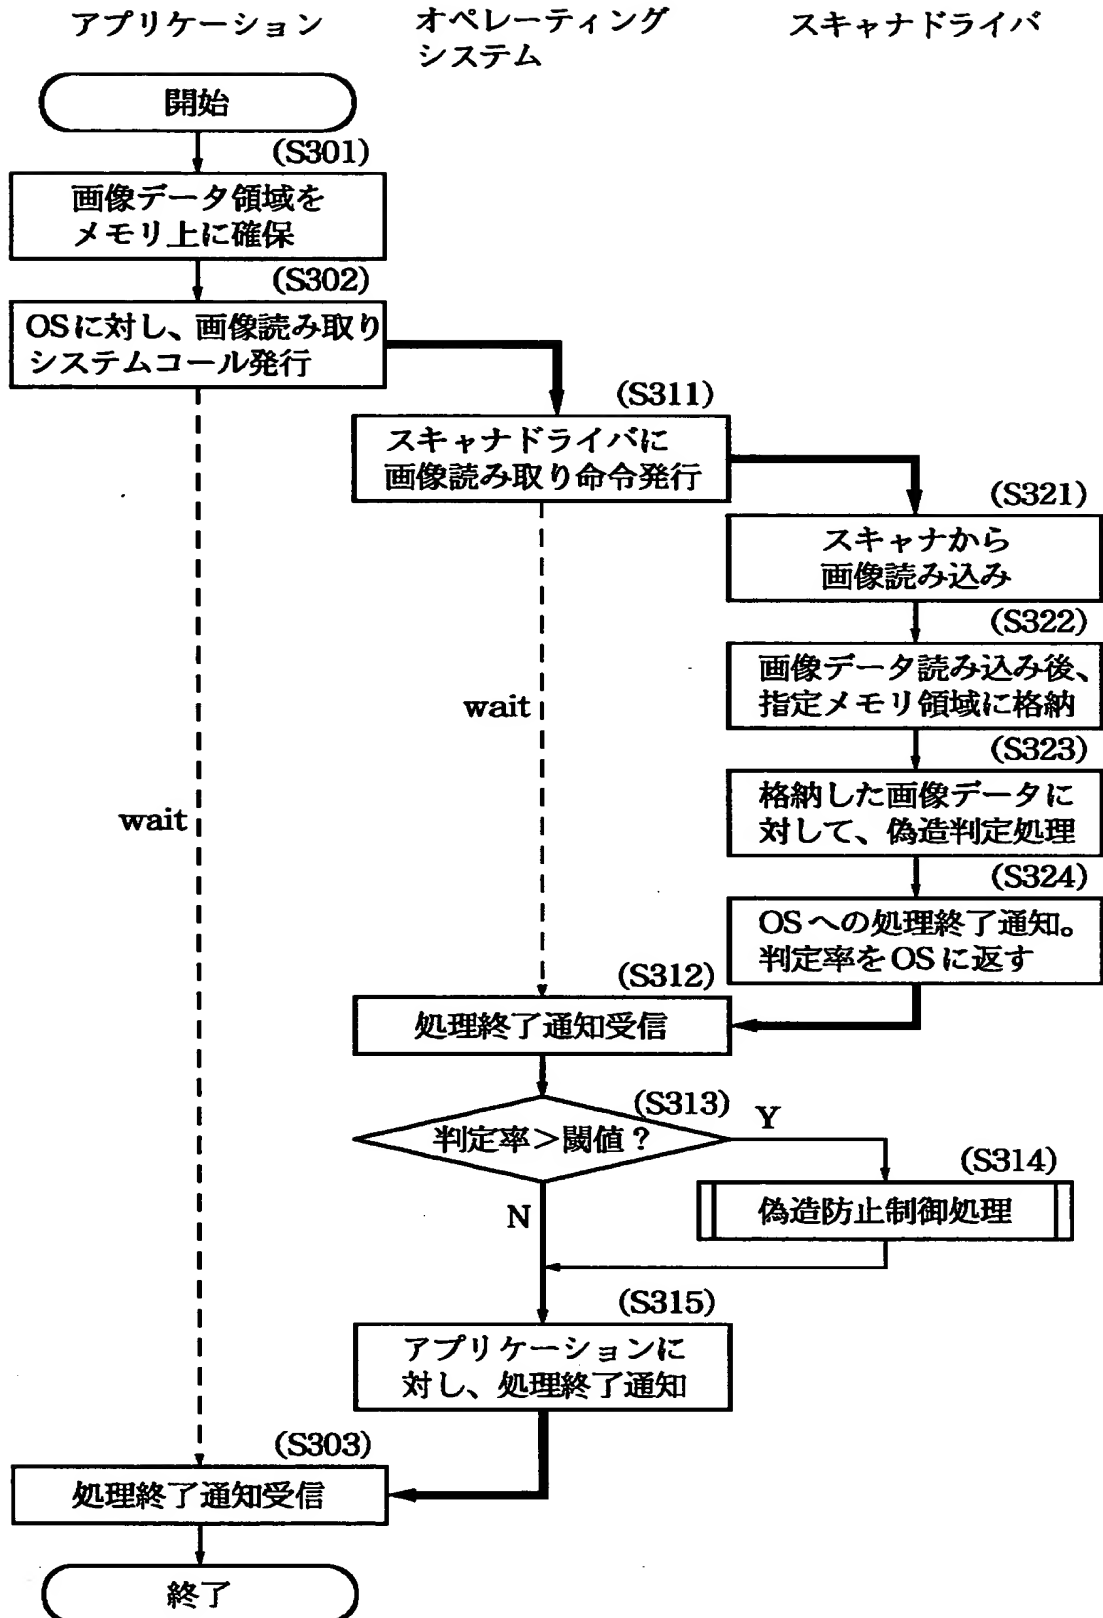 アプリケーション
オペレーティング
システム
スキャナドライバ
開始
(S301)
画像データ領域を
メモリ上に確保
(S302)
OSに対し、画像読み取り
システムコール発行
(S311)
スキャナドライバに
画像読み取り命令発行
(S321)
スキャナから
画像読み込み
(S322)
画像データ読み込み後、
指定メモリ領域に格納
wait
(S323)
格納した画像データに
対して、偽造判定処理
wait
(S324)
OSへの処理終了通知。
判定率をOSに返す
(S312)
処理終了通知受信
(S313)
判定率>閾値?
Y
(S314)
偽造防止制御処理
N
(S315)
アプリケーションに
対し、処理終了通知
(S303)
処理終了通知受信
終了